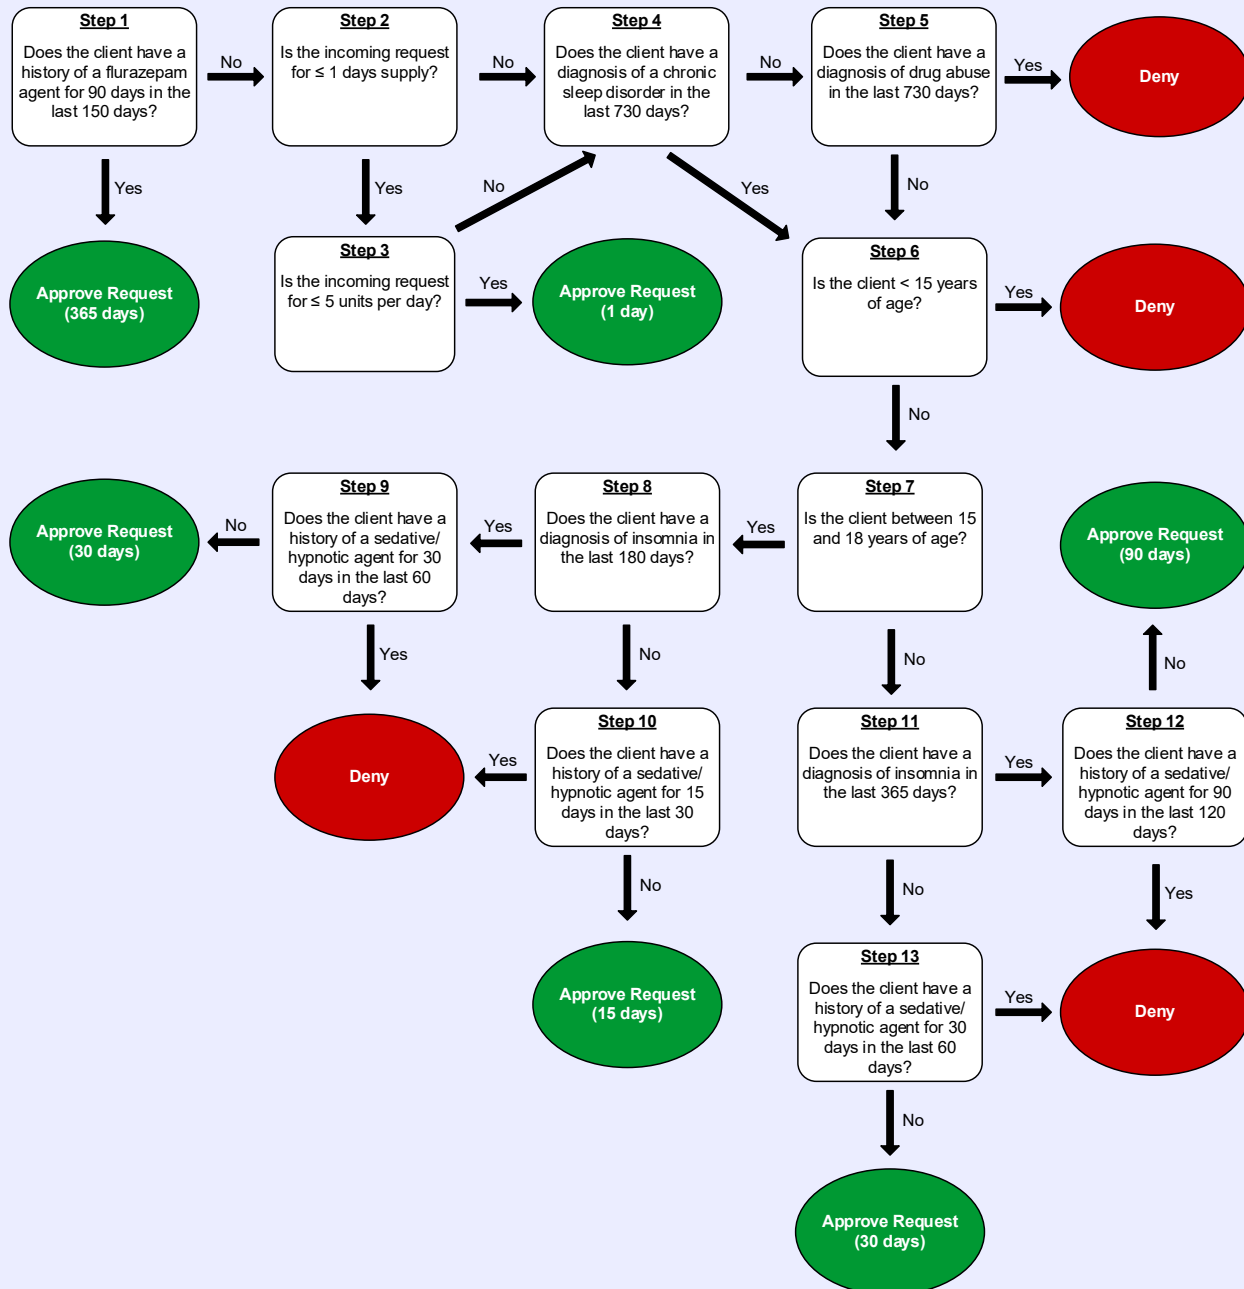 Step 1
Does the client have a
history of a flurazepam
agent for 90 days in the
last 150 days?
No
Step 2
Is the incoming request
for ≤ 1 days supply?
No
Step 4
Does the client have a
diagnosis of a chronic
sleep disorder in the
last 730 days?
No
Step 5
Does the client have a
diagnosis of drug abuse
in the last 730 days?
Yes
Deny
Yes
Yes
No
Yes
No
Approve Request
(365 days)
Step 3
Is the incoming request
for ≤ 5 units per day?
Yes
Approve Request
(1 day)
Step 6
Is the client < 15 years
of age?
Yes
Deny
No
Approve Request
(30 days)
No
Step 9
Does the client have a
history of a sedative/
hypnotic agent for 30
days in the last 60
days?
Yes
Step 8
Does the client have a
diagnosis of insomnia in
the last 180 days?
Yes
Step 7
Is the client between 15
and 18 years of age?
Approve Request
(90 days)
Yes
No
No
No
Deny
Yes
Step 10
Does the client have a
history of a sedative/
hypnotic agent for 15
days in the last 30
days?
Step 11
Does the client have a
diagnosis of insomnia in
the last 365 days?
Yes
Step 12
Does the client have a
history of a sedative/
hypnotic agent for 90
days in the last 120
days?
No
No
Yes
Approve Request
(15 days)
Step 13
Does the client have a
history of a sedative/
hypnotic agent for 30
days in the last 60
days?
Yes
Deny
No
Approve Request
(30 days)